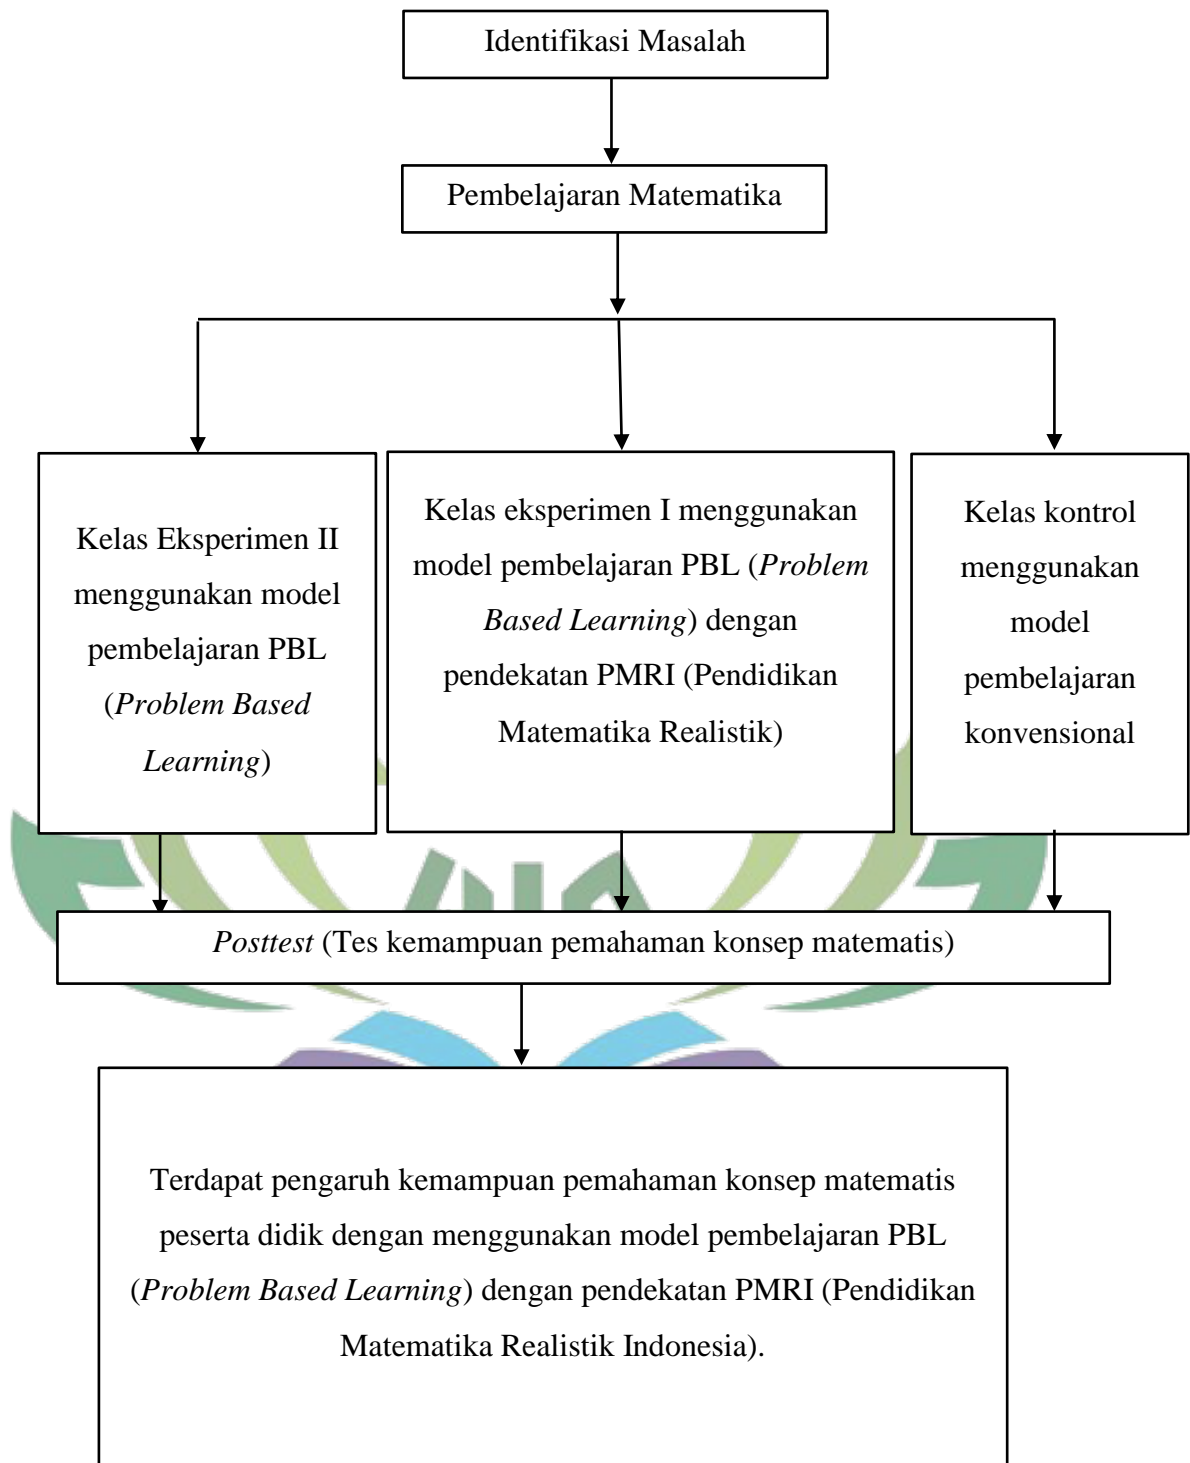 Identifikasi Masalah
Pembelajaran Matematika
Kelas Eksperimen II
menggunakan model
pembelajaran PBL
(Problem Based
Learning)
Kelas eksperimen I menggunakan
model pembelajaran PBL (Problem
Based Learning) dengan
pendekatan PMRI (Pendidikan
Matematika Realistik)
Kelas kontrol
menggunakan
model
pembelajaran
konvensional
Posttest (Tes kemampuan pemahaman konsep matematis)
Terdapat pengaruh kemampuan pemahaman konsep matematis
peserta didik dengan menggunakan model pembelajaran PBL
(Problem Based Learning) dengan pendekatan PMRI (Pendidikan
Matematika Realistik Indonesia).